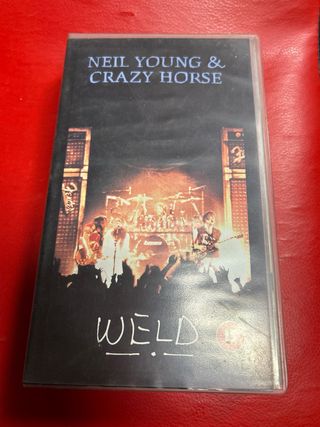 NEIL YOUNG &
CRAZY HORSE
WELD